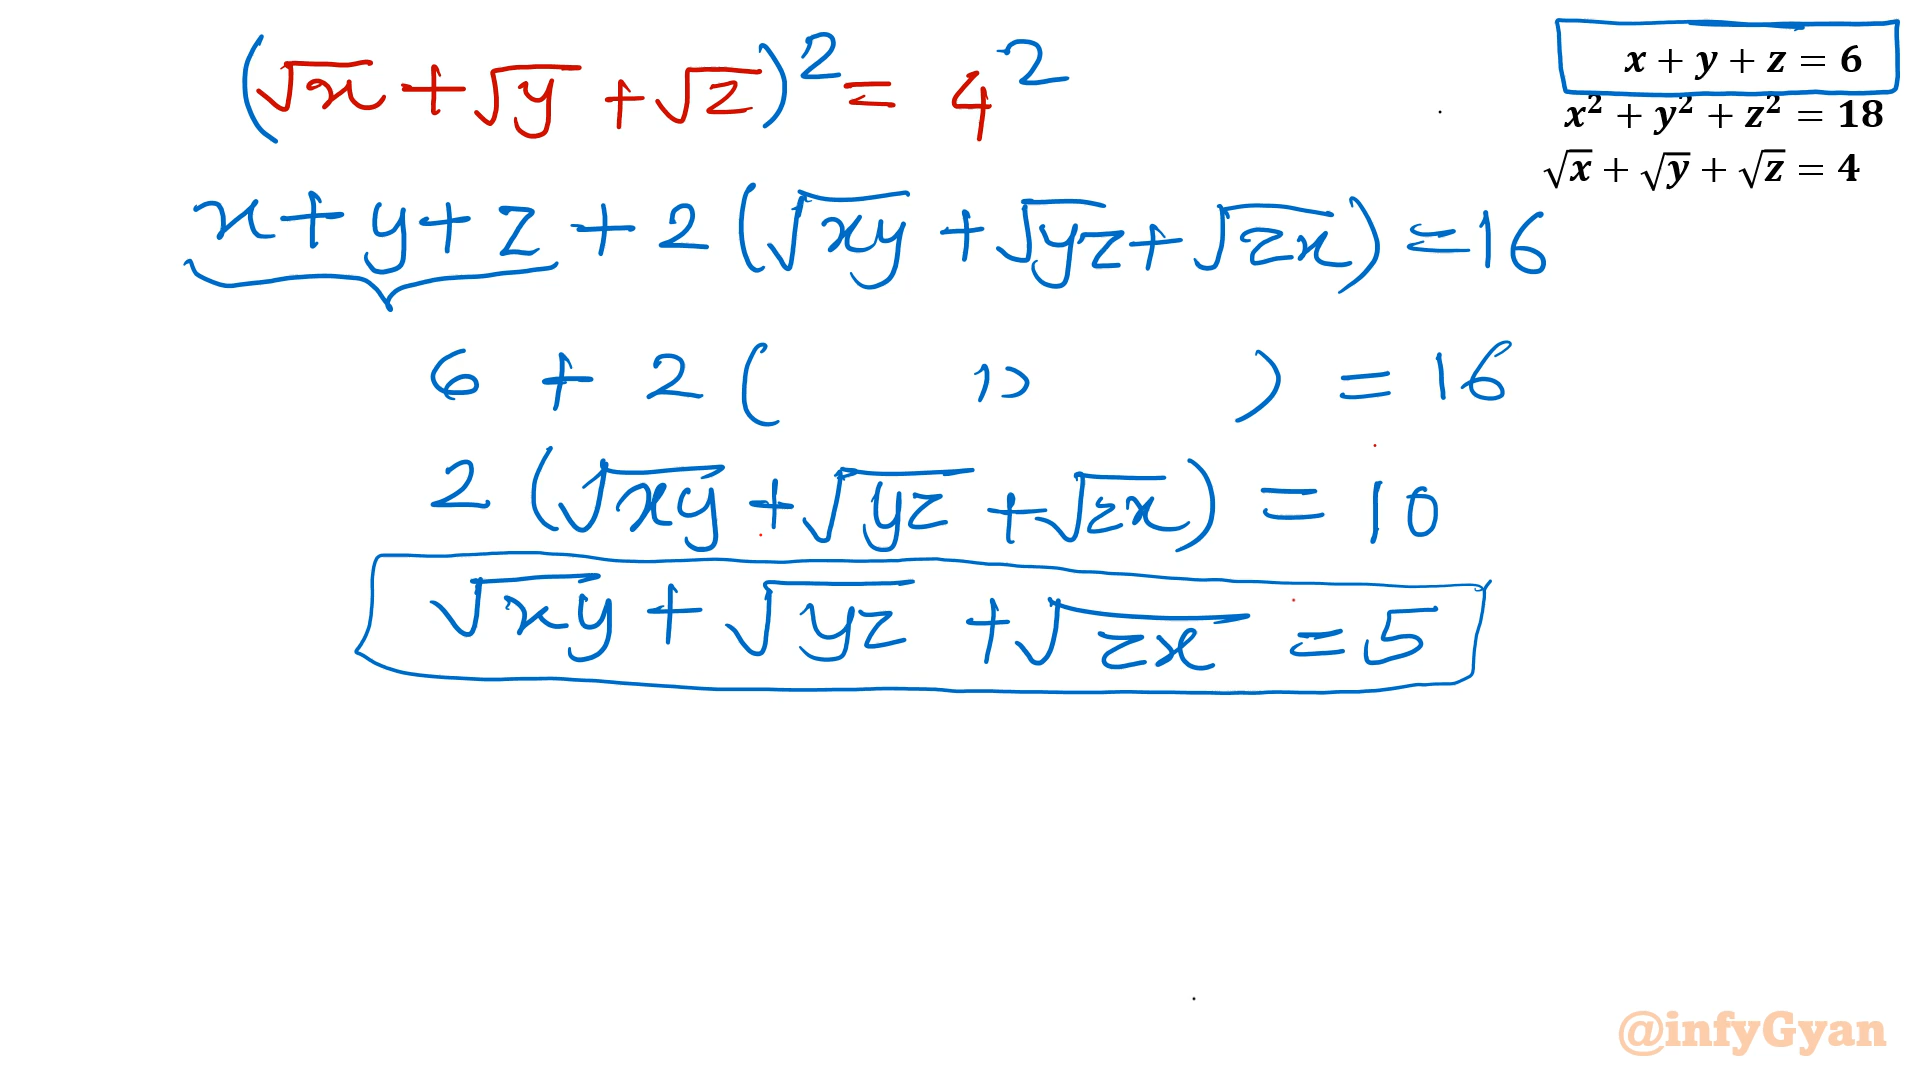 (√x + √y + √z)² = 4²
x + y + z = 6
x² + y² + z² = 18
√x + √y + √z = 4
x + y + z + 2 (√xy + √yz + √zx) = 16
6 + 2 ( ) = 16
2 (√xy + √yz + √zx) = 10
√xy + √yz + √zx = 5
@infyGyan